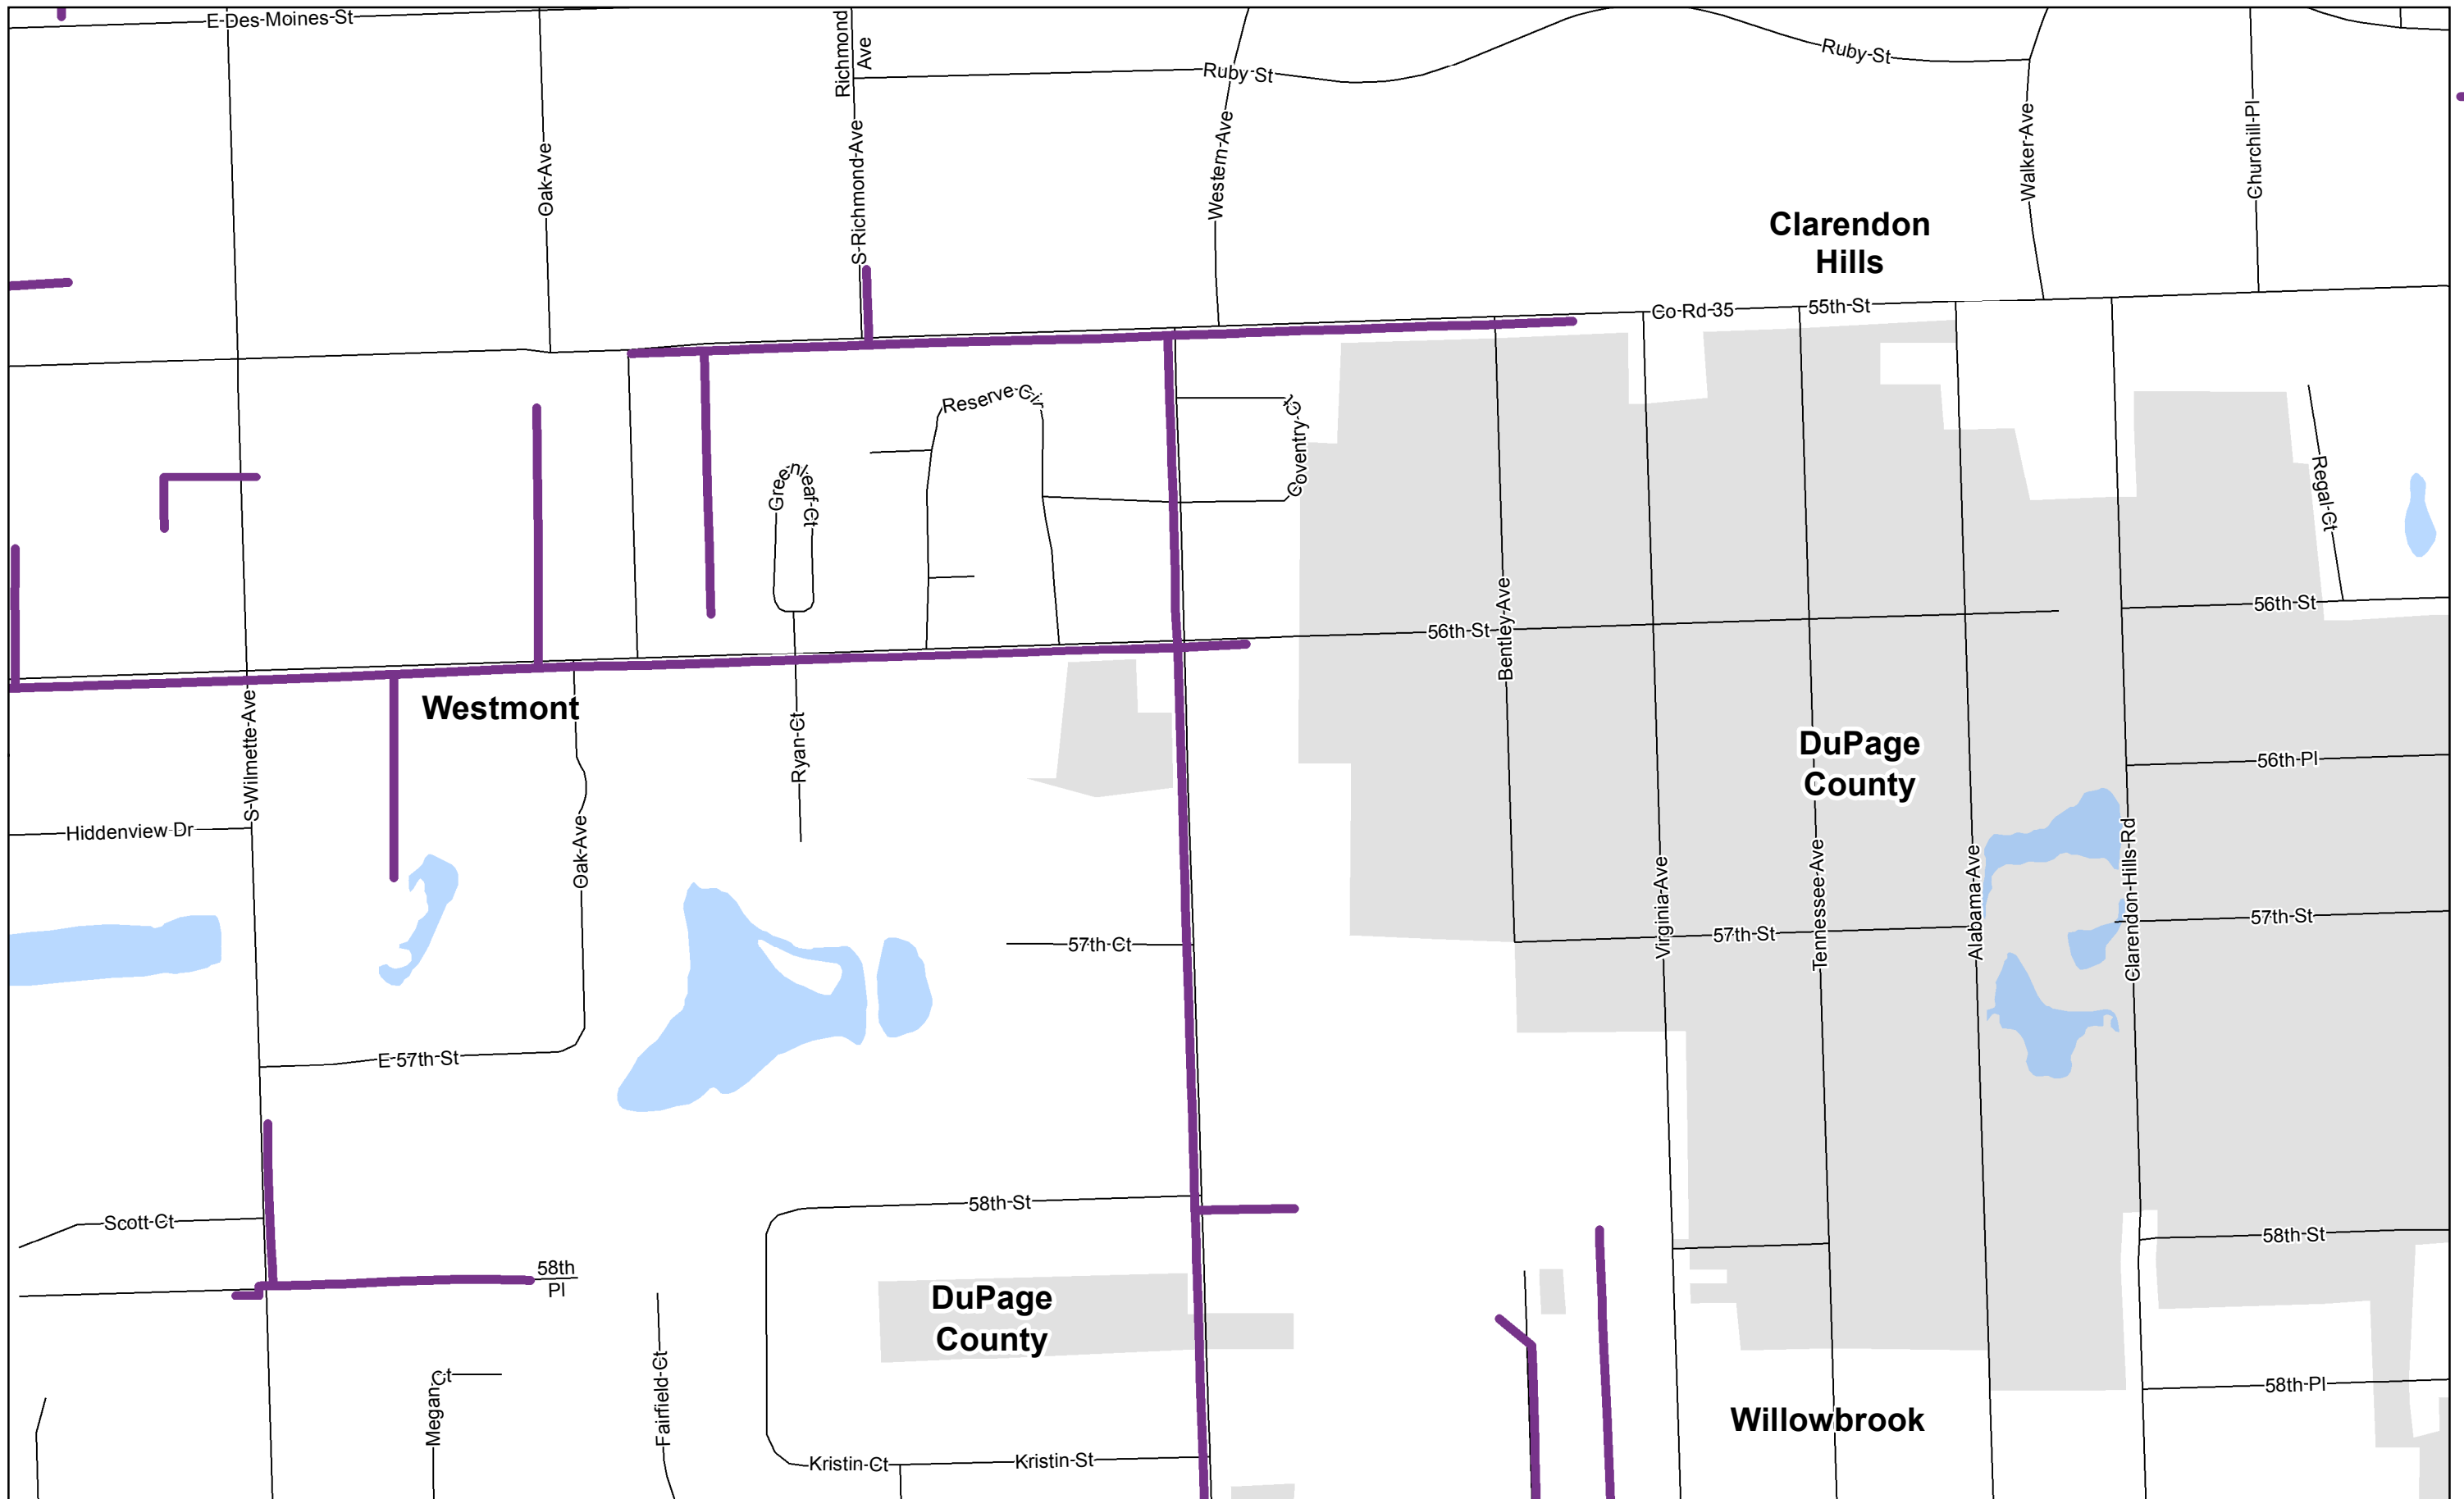 E Des Moines St
Richmond
Ave
Ruby St
Ruby St
Oak Ave
S Richmond Ave
Western Ave
Walker Ave
Churchill Pl
Clarendon
Hills
Co Rd 35
55th St
Reserve Cir
Coventry Ct
Greenleaf Ct
Regal Ct
56th St
56th St
Bentley Ave
Westmont
S Wilmette Ave
Ryan Ct
DuPage
County
56th Pl
Hiddenview Dr
Oak Ave
Virginia Ave
Tennessee Ave
Alabama Ave
Clarendon Hills Rd
57th St
57th St
57th Ct
E 57th St
58th St
Scott Ct
58th St
58th
Pl
DuPage
County
Megan Ct
Fairfield Ct
58th Pl
Willowbrook
Kristin Ct
Kristin St